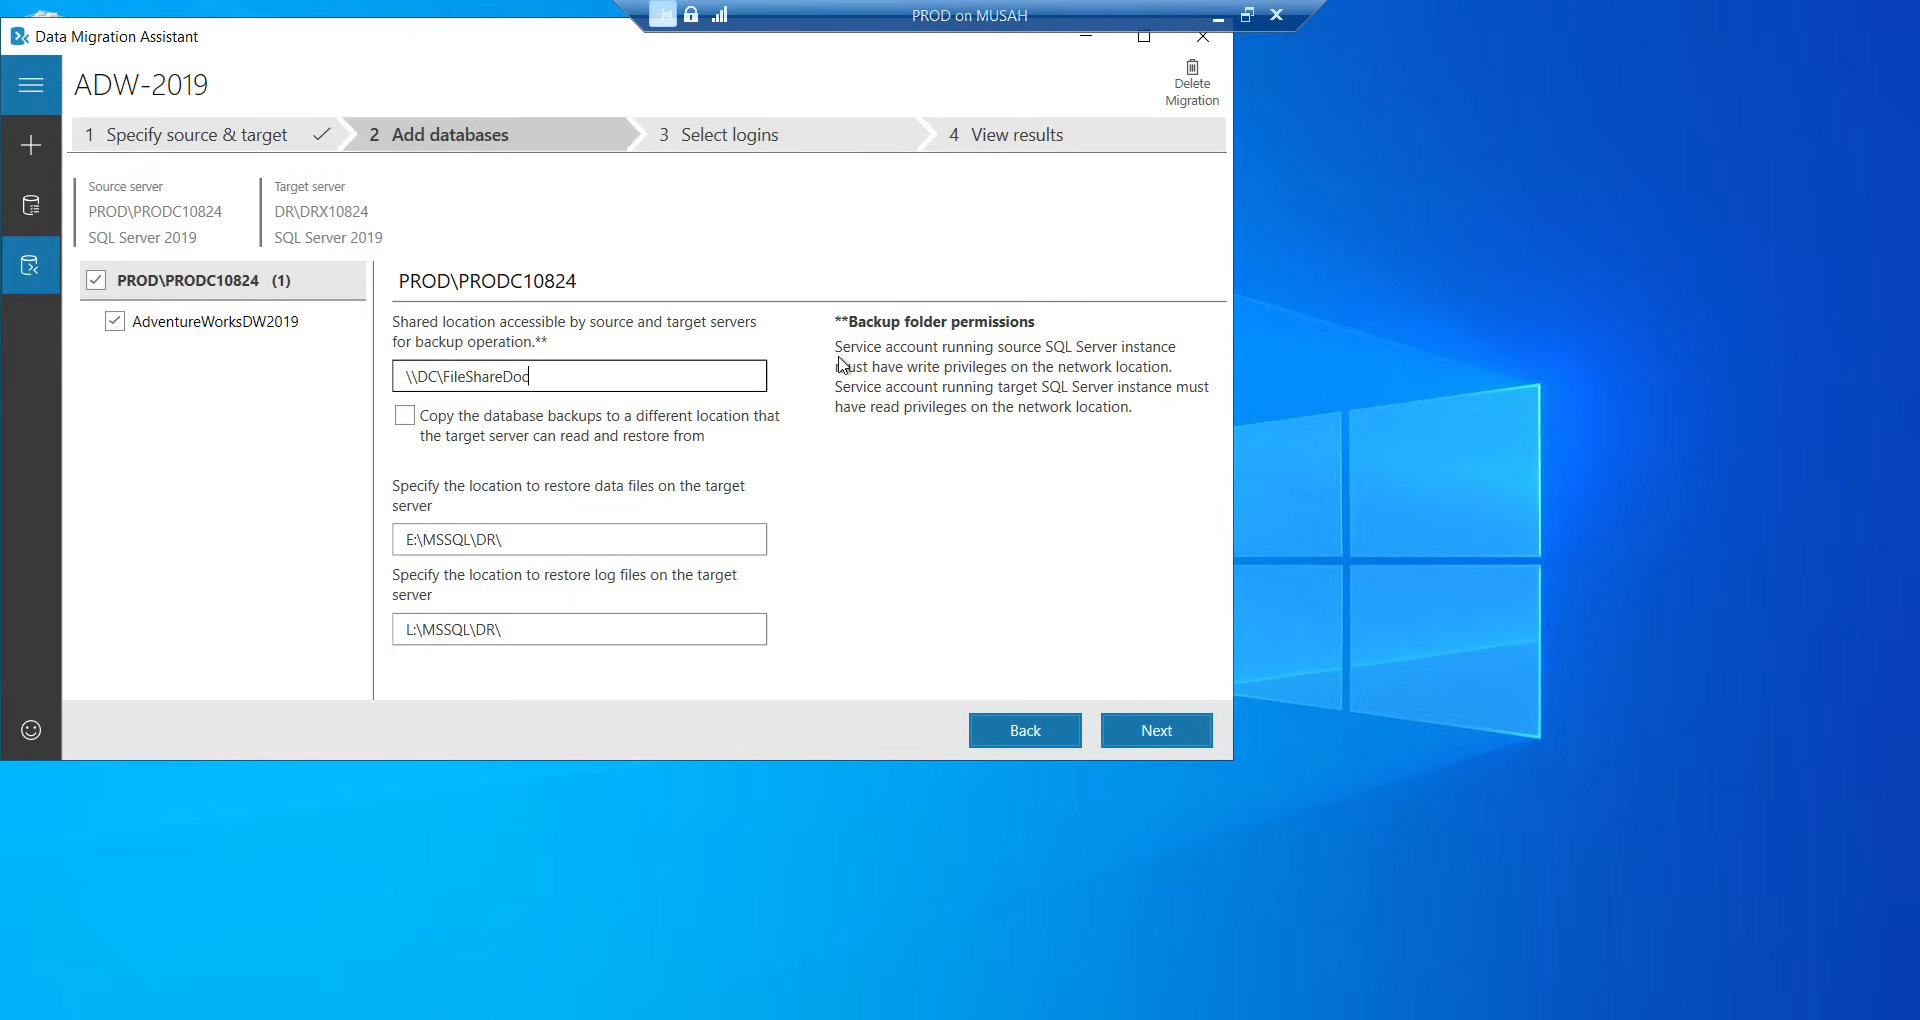 PROD on MUSAH
Data Migration Assistant
ADW-2019
Delete
Migration
1 Specify source & target
2 Add databases
3 Select logins
4 View results
Source server
PROD\PRODC10824
SQL Server 2019
Target server
DR\DRX10824
SQL Server 2019
PROD\PRODC10824 (1)
AdventureWorksDW2019
PROD\PRODC10824
Shared location accessible by source and target servers
for backup operation.**
\\DC\FileShareDoc
Copy the database backups to a different location that
the target server can read and restore from
Specify the location to restore data files on the target
server
E:\MSSQL\DR\
Specify the location to restore log files on the target
server
L:\MSSQL\DR\
**Backup folder permissions
Service account running source SQL Server instance
must have write privileges on the network location.
Service account running target SQL Server instance must
have read privileges on the network location.
Back
Next